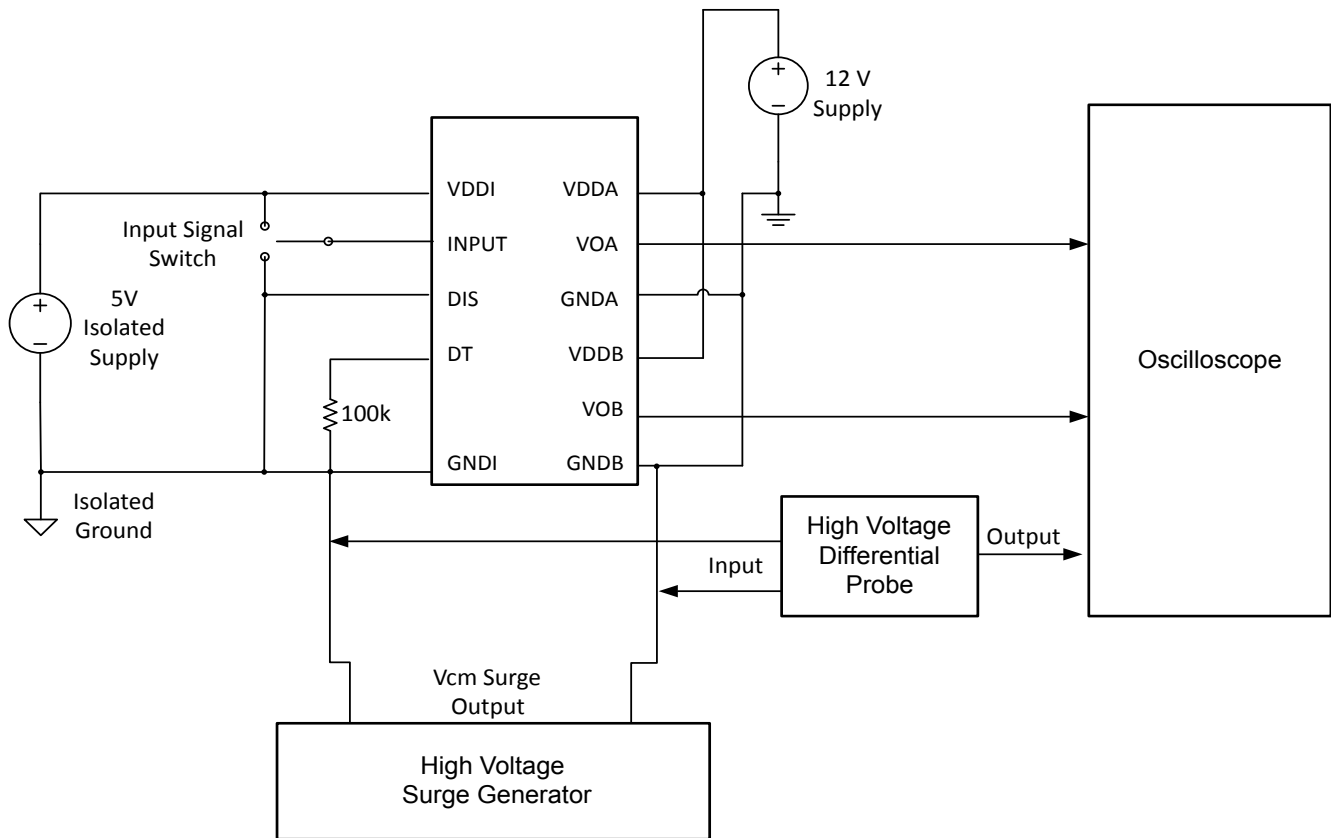 +
−
12 V
Supply
VDDI
VDDA
Input Signal
Switch
INPUT
VOA
+
−
5V
Isolated
Supply
DIS
GNDA
DT
VDDB
Oscilloscope
100k
VOB
GNDI
GNDB
Isolated
Ground
High Voltage
Differential
Probe
Output
Input
Vcm Surge
Output
High Voltage
Surge Generator